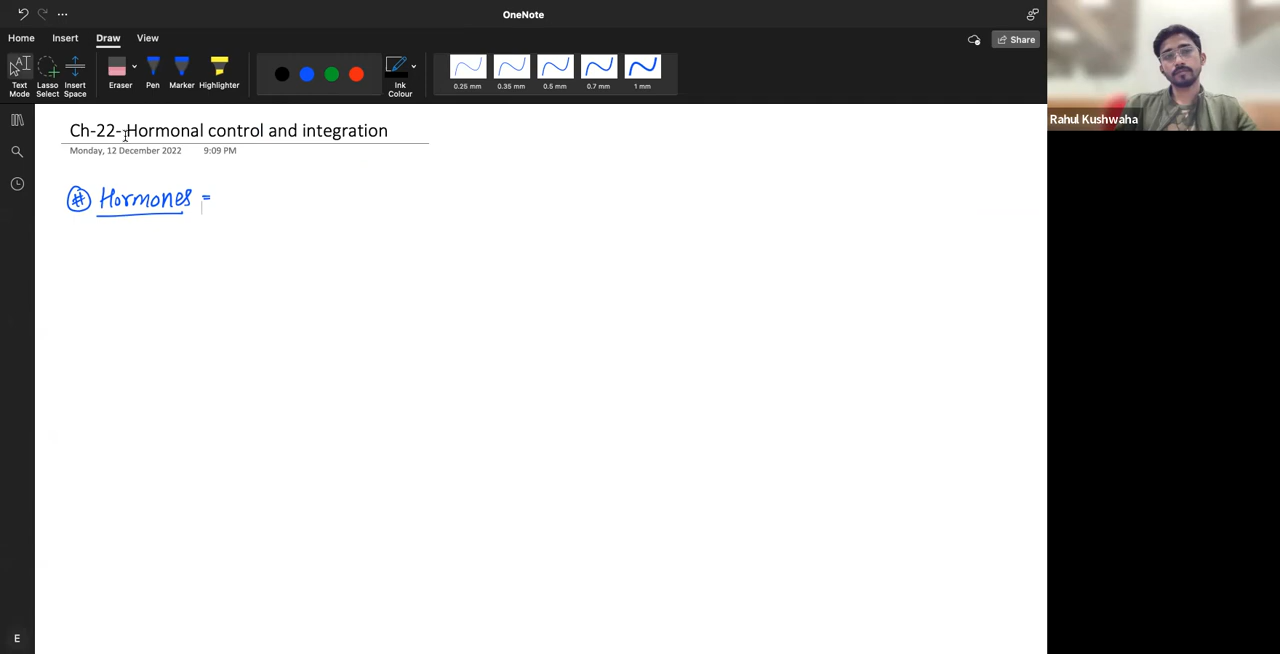 OneNote
Home Insert Draw View
Share
Text Mode
Lasso Select
Insert Space
Eraser
Pen
Marker
Highlighter
Ink Colour
0.25 mm 0.35 mm 0.5 mm 0.7 mm 1 mm
Rahul Kushwaha
Ch-22- Hormonal control and integration
Monday, 12 December 2022 9:09 PM
# Hormones =
E